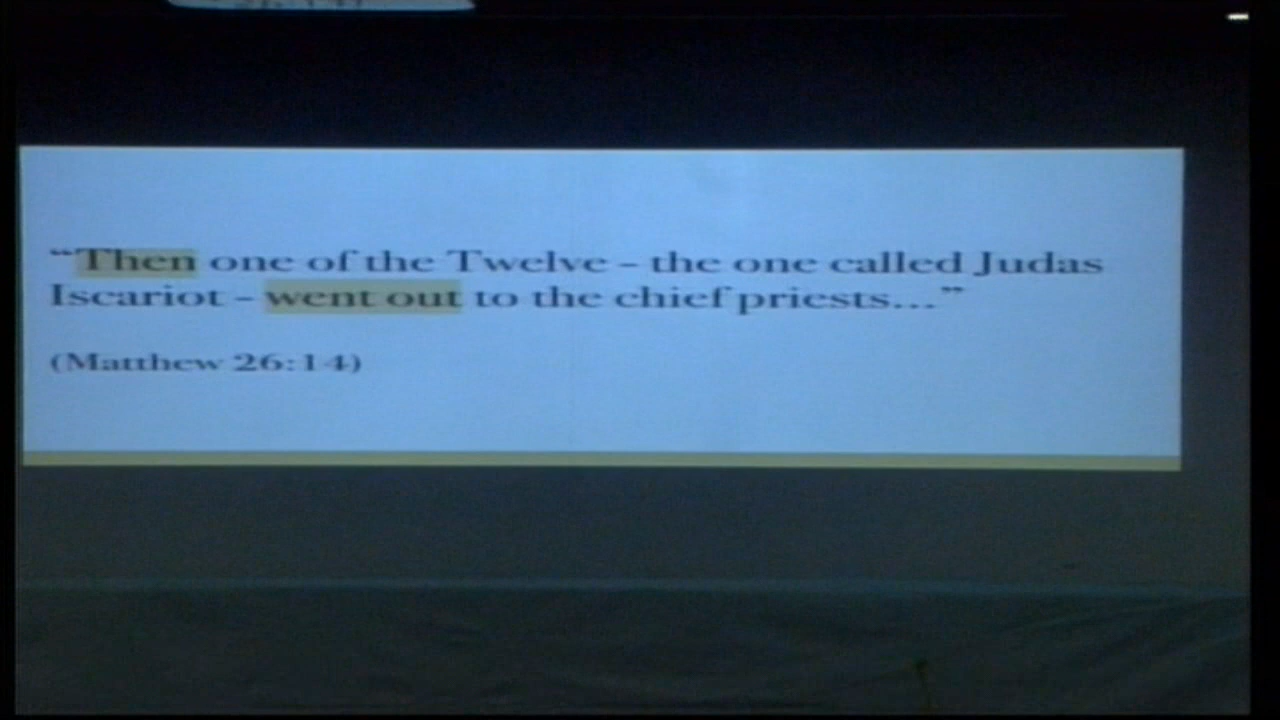 “Then one of the Twelve – the one called Judas
Iscariot – went out to the chief priests...”
(Matthew 26:14)